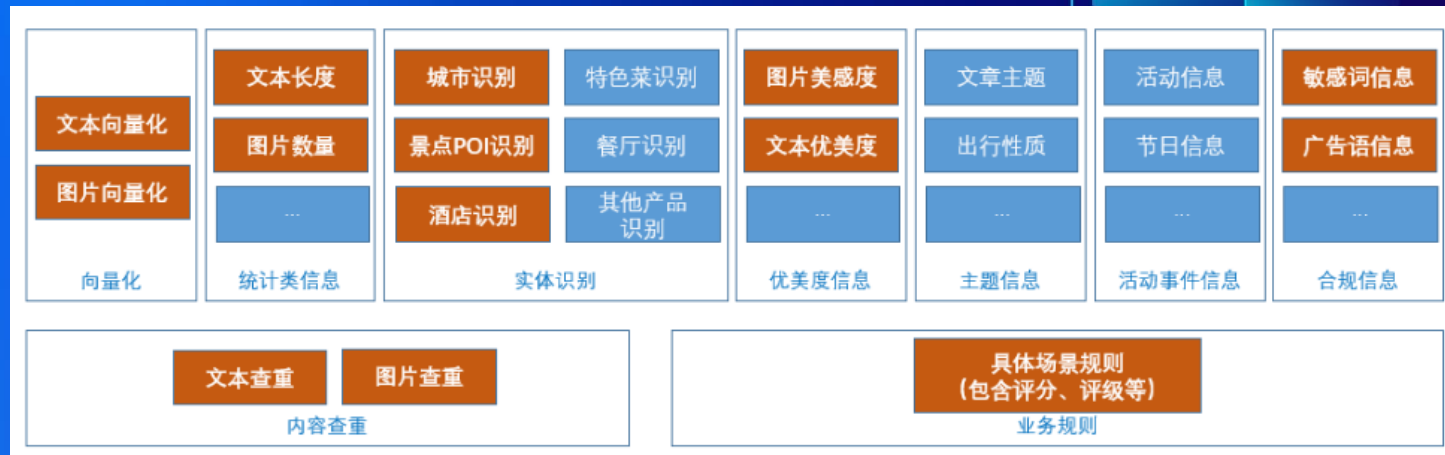 文本向量化
图片向量化
向量化
文本长度
图片数量
...
统计类信息
城市识别
特色菜识别
景点POI识别
餐厅识别
酒店识别
其他产品
识别
实体识别
图片美感度
文本优美度
...
优美度信息
文章主题
出行性质
...
主题信息
活动信息
节日信息
...
活动事件信息
敏感词信息
广告语信息
...
合规信息
文本查重
图片查重
内容查重
具体场景规则
(包含评分、评级等)
业务规则